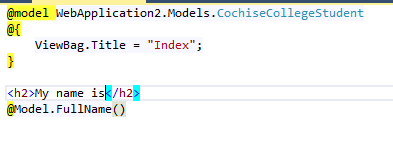 @model WebApplication2.Models.CochiseCollegeStudent
@{
ViewBag.Title = "Index";
}
<h2>My name is</h2>
@Model.FullName()